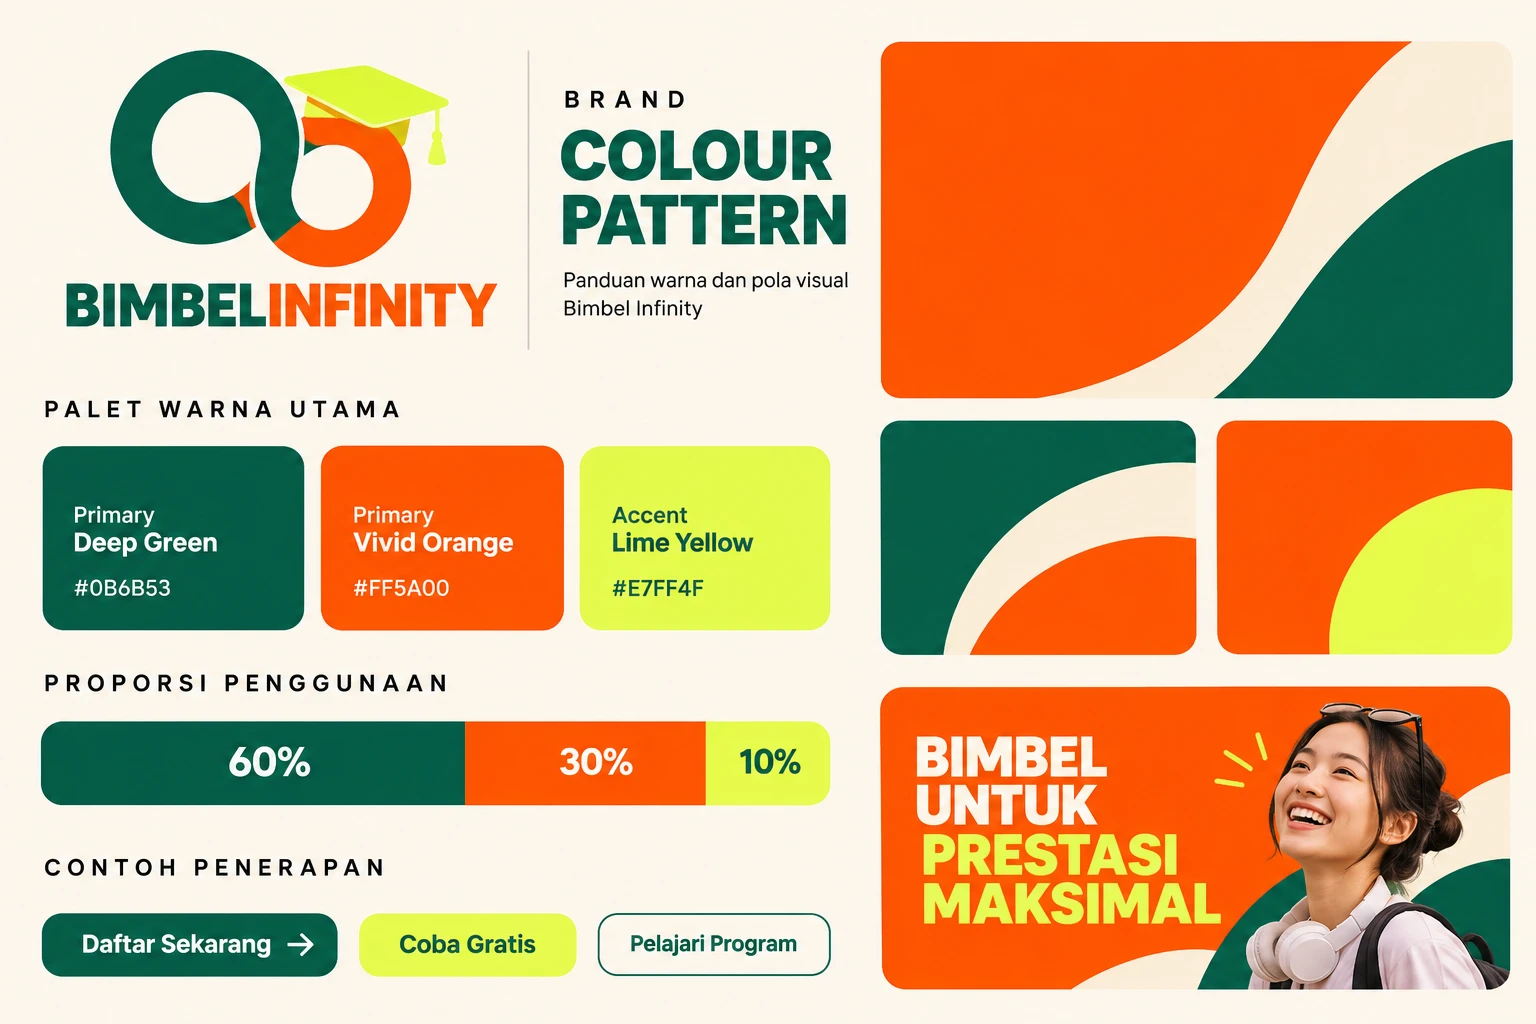 BIMBELINFINITY
BRAND
COLOUR
PATTERN
Panduan warna dan pola visual
Bimbel Infinity
PALET WARNA UTAMA
Primary
Deep Green
#0B6B53
Primary
Vivid Orange
#FF5A00
Accent
Lime Yellow
#E7FF4F
PROPORSI PENGGUNAAN
60%
30%
10%
CONTOH PENERAPAN
Daftar Sekarang →
Coba Gratis
Pelajari Program
BIMBEL
UNTUK
PRESTASI
MAKSIMAL